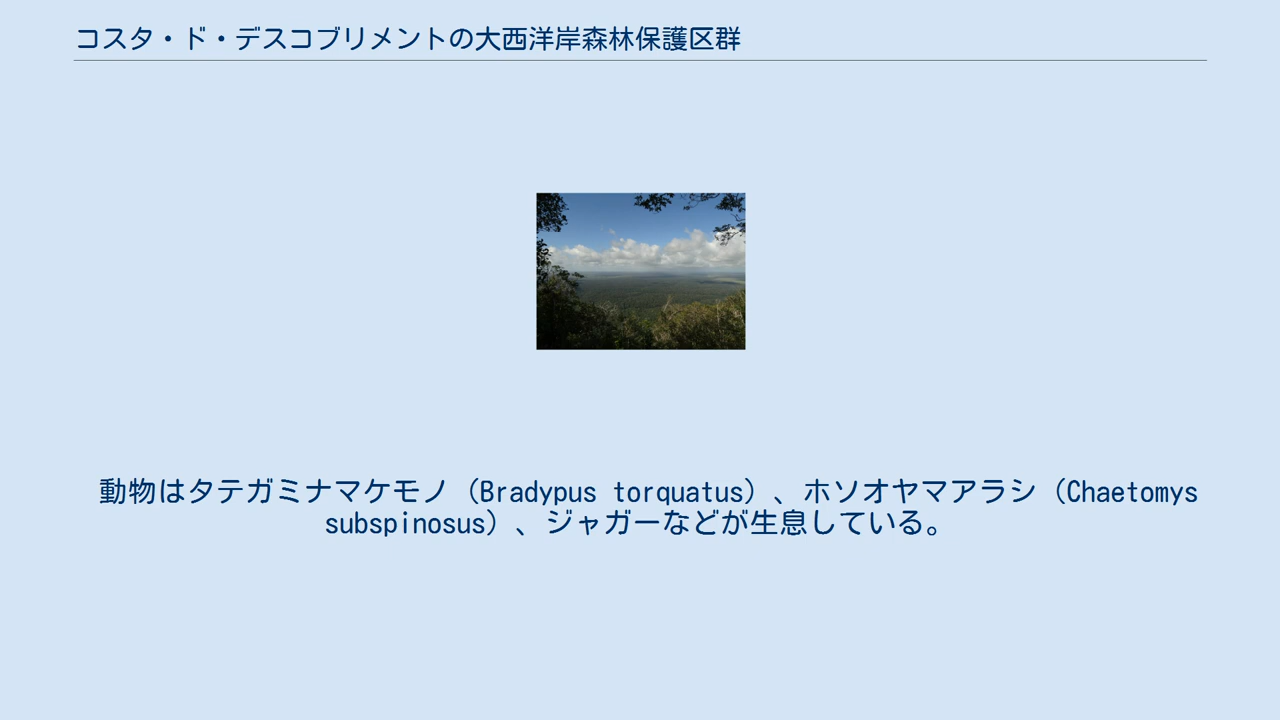 コスタ・ド・デスコブリメントの大西洋岸森林保護区群
動物はタテガミナマケモノ（Bradypus torquatus）、ホソオヤマアラシ（Chaetomys
subspinosus）、ジャガーなどが生息している。